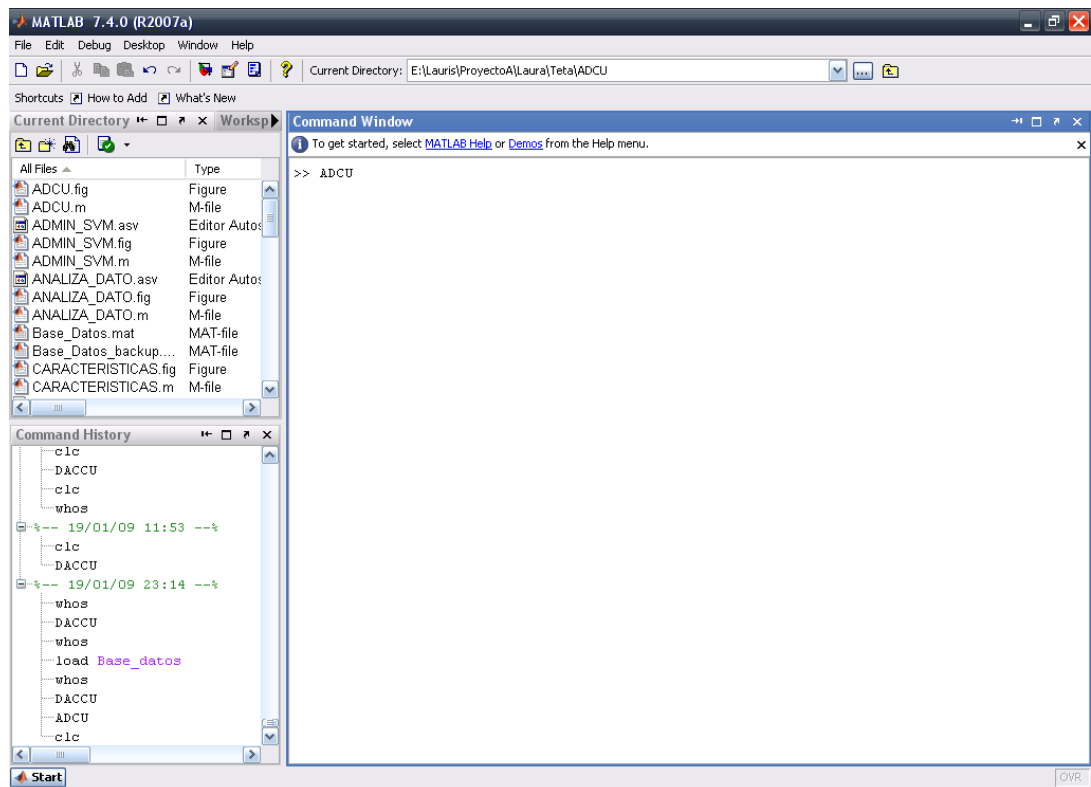 MATLAB 7.4.0 (R2007a)
File Edit Debug Desktop Window Help
Current Directory: E:\Lauris\ProyectoA\Laura\Teta\ADCU
Shortcuts How to Add What's New
Current Directory Worksp
All Files Type
ADCU.fig Figure
ADCU.m M-file
ADMIN_SVM.asv Editor Autos
ADMIN_SVM.fig Figure
ADMIN_SVM.m M-file
ANALIZA_DATO.asv Editor Autos
ANALIZA_DATO.fig Figure
ANALIZA_DATO.m M-file
Base_Datos.mat MAT-file
Base_Datos_backup.... MAT-file
CARACTERISTICAS.fig Figure
CARACTERISTICAS.m M-file
Command History
clc
DACCU
clc
whos
%-- 19/01/09 11:53 --%
clc
DACCU
%-- 19/01/09 23:14 --%
whos
DACCU
whos
load Base_datos
whos
DACCU
ADCU
clc
Command Window
To get started, select MATLAB Help or Demos from the Help menu.
>> ADCU
Start
OVR